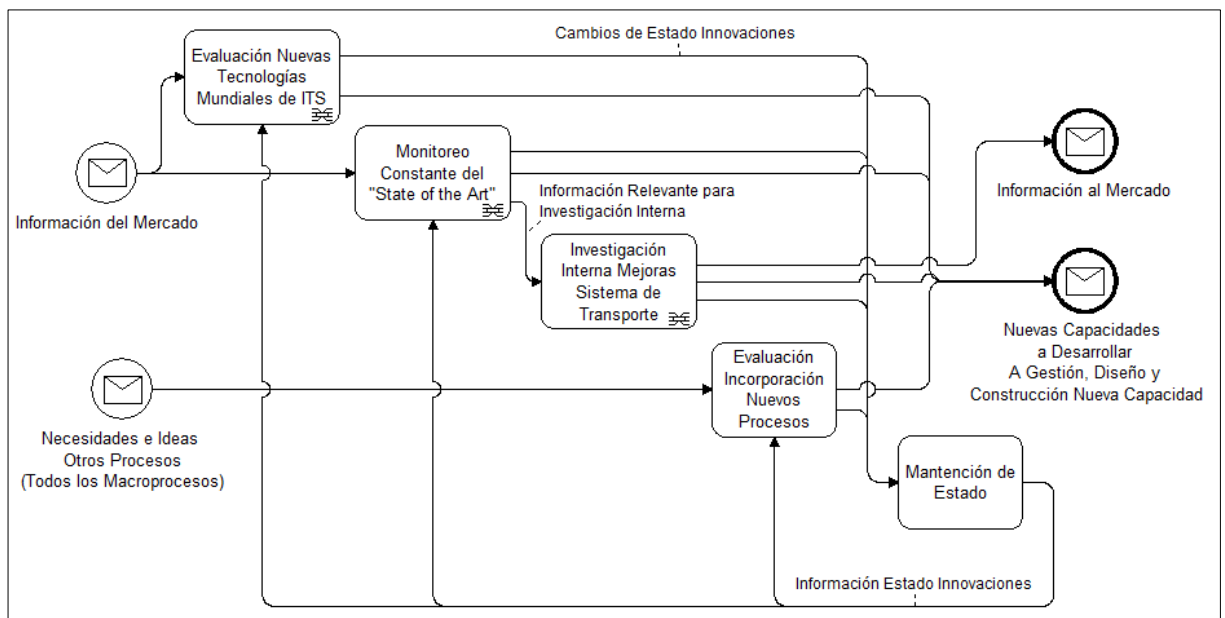 Cambios de Estado Innovaciones
Evaluación Nuevas
Tecnologías
Mundiales de ITS
Monitoreo
Constante del
"State of the Art"
Información del Mercado
Información Relevante para
Investigación Interna
Información al Mercado
Investigación
Interna Mejoras
Sistema de
Transporte
Nuevas Capacidades
a Desarrollar
A Gestión, Diseño y
Construcción Nueva Capacidad
Evaluación
Incorporación
Nuevos
Procesos
Necesidades e Ideas
Otros Procesos
(Todos los Macroprocesos)
Mantención de
Estado
Información Estado Innovaciones